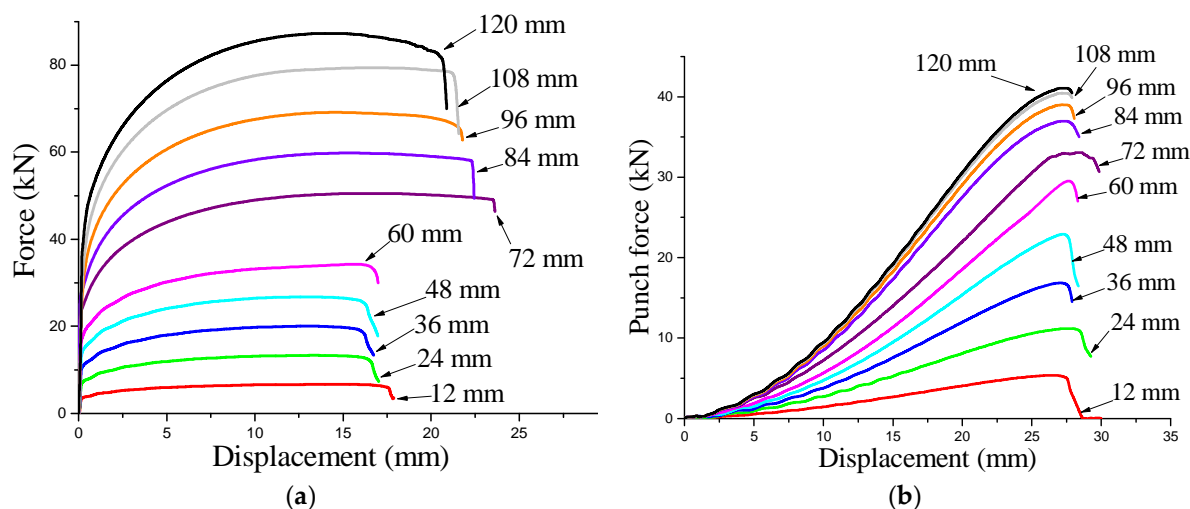 Force (kN)
80
60
40
20
0
120 mm
108 mm
96 mm
84 mm
72 mm
60 mm
48 mm
36 mm
24 mm
12 mm
0 5 10 15 20 25
Displacement (mm)
(a)
Punch force (kN)
40
30
20
10
0
120 mm
108 mm
96 mm
84 mm
72 mm
60 mm
48 mm
36 mm
24 mm
12 mm
0 5 10 15 20 25 30 35
Displacement (mm)
(b)